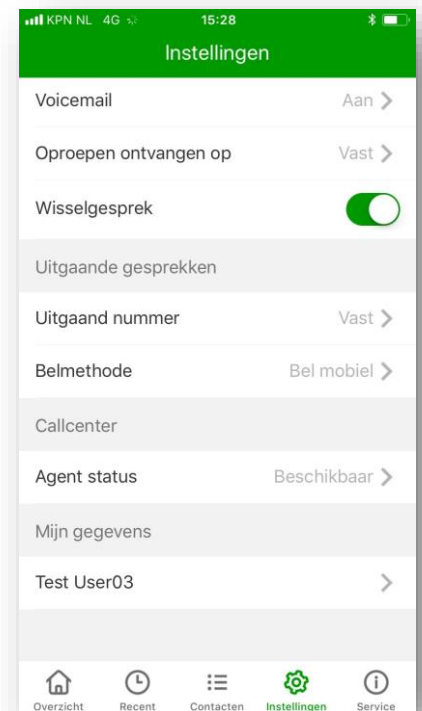 KPN NL 4G 15:28
Instellingen
Voicemail Aan
Oproepen ontvangen op Vast
Wisselgesprek
Uitgaande gesprekken
Uitgaand nummer Vast
Belmethode Bel mobiel
Callcenter
Agent status Beschikbaar
Mijn gegevens
Test User03
Overzicht Recent Contacten Instellingen Service